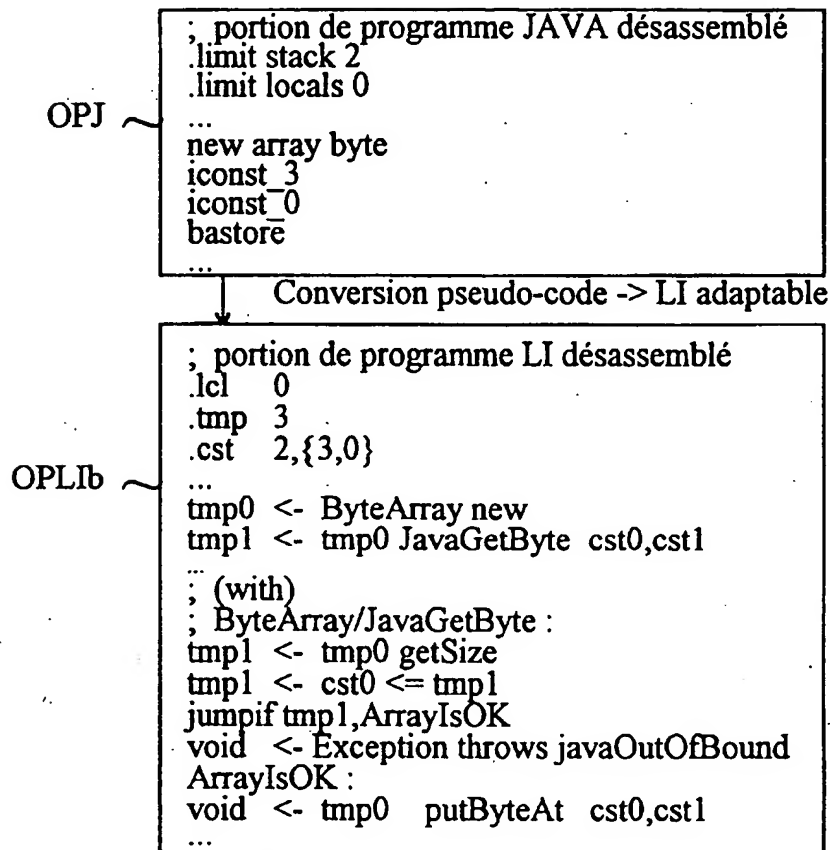 ; portion de programme JAVA désassemblé
.limit stack 2
.limit locals 0
OPJ
...
new array byte
iconst_3
iconst_0
bastore
...
Conversion pseudo-code -> LI adaptable
; portion de programme LI désassemblé
.lcl 0
.tmp 3
.cst 2,{3,0}
OPLIb
...
tmp0 <- ByteArray new
tmp1 <- tmp0 JavaGetByte cst0,cst1
...
; (with)
; ByteArray/JavaGetByte :
tmp1 <- tmp0 getSize
tmp1 <- cst0 <= tmp1
jumpif tmp1,ArrayIsOK
void <- Exception throws javaOutOfBound
ArrayIsOK :
void <- tmp0 putByteAt cst0,cst1
...